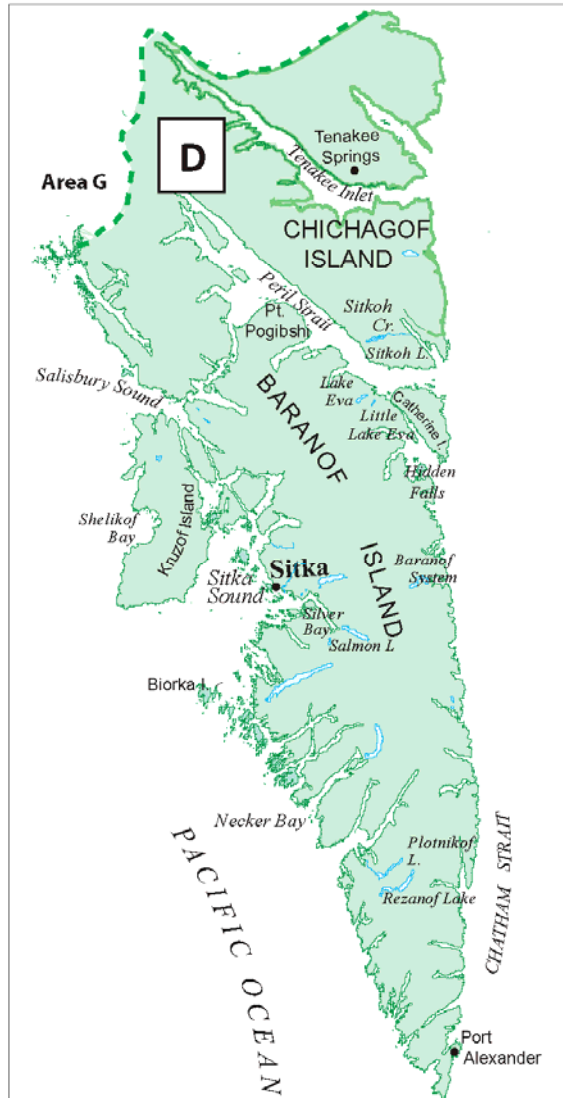 D
Area G
Tenakee
Springs
Tenakee Inlet
CHICHAGOF
ISLAND
Peril Strait
Sitkoh
Cr.
Sitkoh L.
Pt.
Pogibshi
Salisbury Sound
BARANOF
ISLAND
Lake
Eva
Little
Lake Eva
Catherine I.
Hidden
Falls
Kruzof Island
Shelikof
Bay
Sitka
Sitka
Sound
Baranof
System
Silver
Bay
Salmon L
Biorka I.
Necker Bay
Plotnikof
L.
Rezanof Lake
PACIFIC OCEAN
CHATHAM STRAIT
Port
Alexander